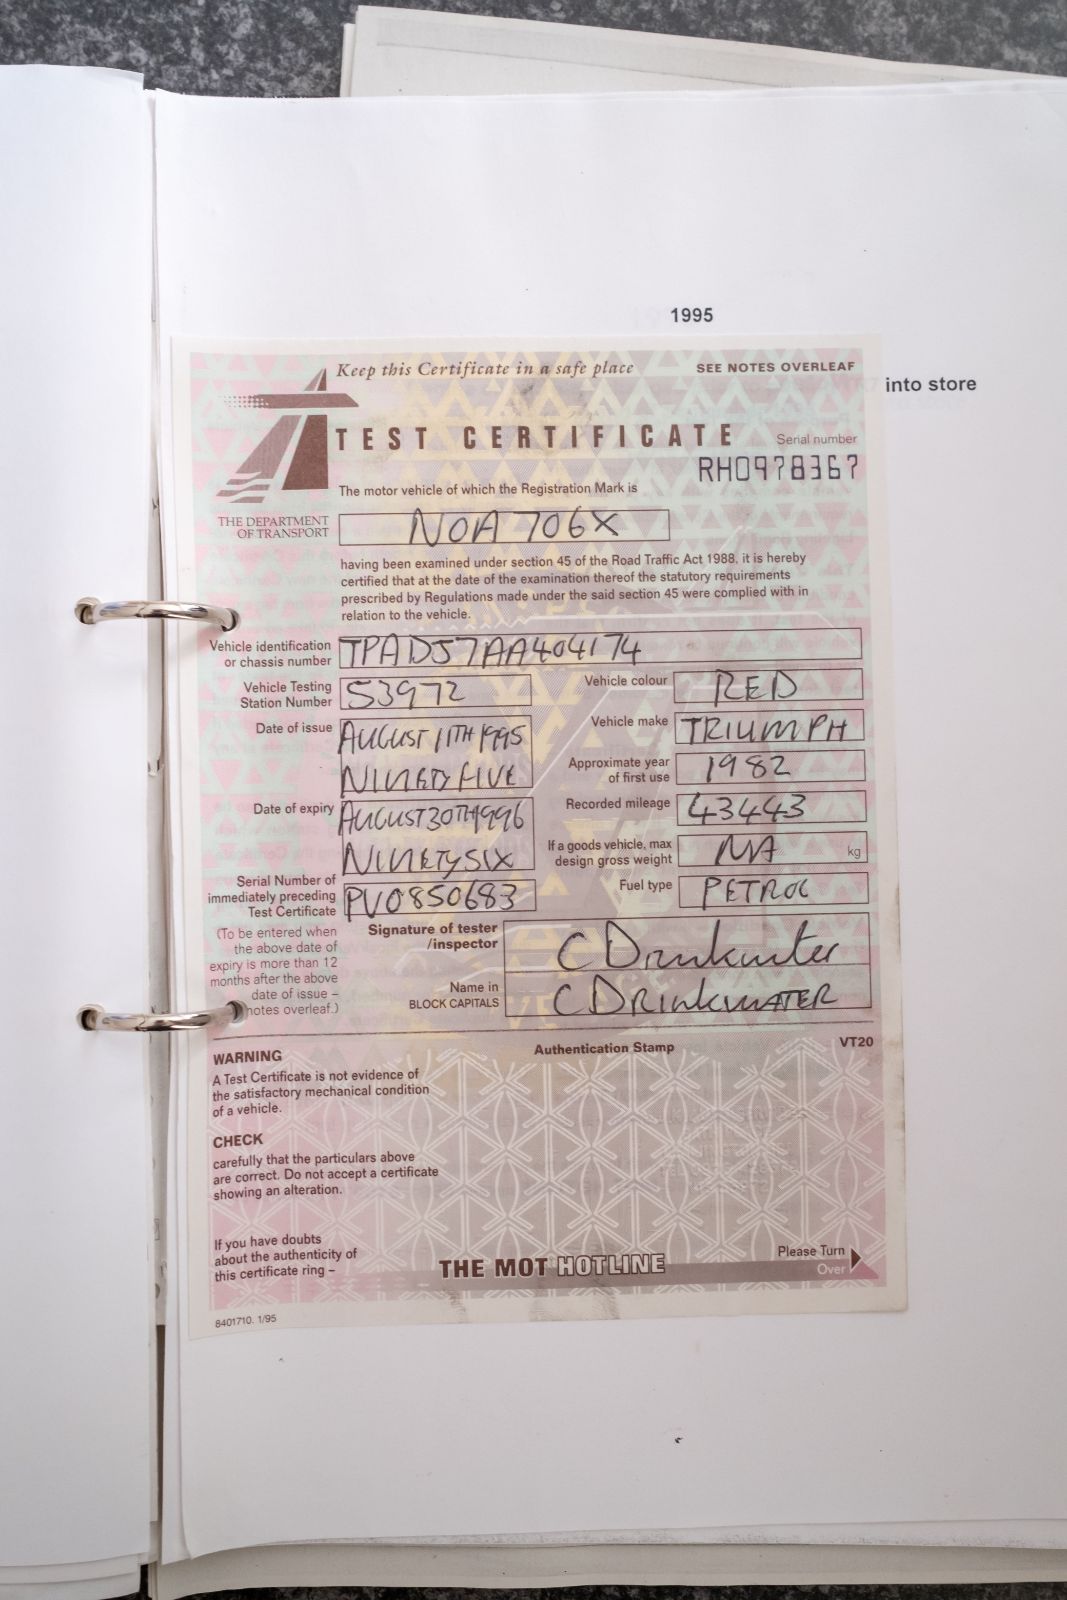 1995
into store
Keep this Certificate in a safe place
SEE NOTES OVERLEAF
TEST CERTIFICATE
Serial number
RH0978367
The motor vehicle of which the Registration Mark is
THE DEPARTMENT
OF TRANSPORT
NOA 706X
having been examined under section 45 of the Road Traffic Act 1988, it is hereby
certified that at the date of the examination thereof the statutory requirements
prescribed by Regulations made under the said section 45 were complied with in
relation to the vehicle.
Vehicle identification
or chassis number
TPADJ7AA404174
Vehicle Testing
Station Number
53972
Vehicle colour
RED
Date of issue
AUGUST 11TH 1995
NINETY FIVE
Vehicle make
TRIUMPH
Approximate year
of first use
1982
Date of expiry
AUGUST 30TH 1996
NINETY SIX
Recorded mileage
43443
If a goods vehicle, max
design gross weight
NA
kg
Serial Number of
immediately preceding
Test Certificate
PV0850683
Fuel type
PETROL
(To be entered when
the above date of
expiry is more than 12
months after the above
date of issue –
notes overleaf.)
Signature of tester
/inspector
C Drinkwater
Name in
BLOCK CAPITALS
C DRINKWATER
WARNING
Authentication Stamp
VT20
A Test Certificate is not evidence of
the satisfactory mechanical condition
of a vehicle.
CHECK
carefully that the particulars above
are correct. Do not accept a certificate
showing an alteration.
If you have doubts
about the authenticity of
this certificate ring –
THE MOT HOTLINE
Please Turn
Over
8401710. 1/95